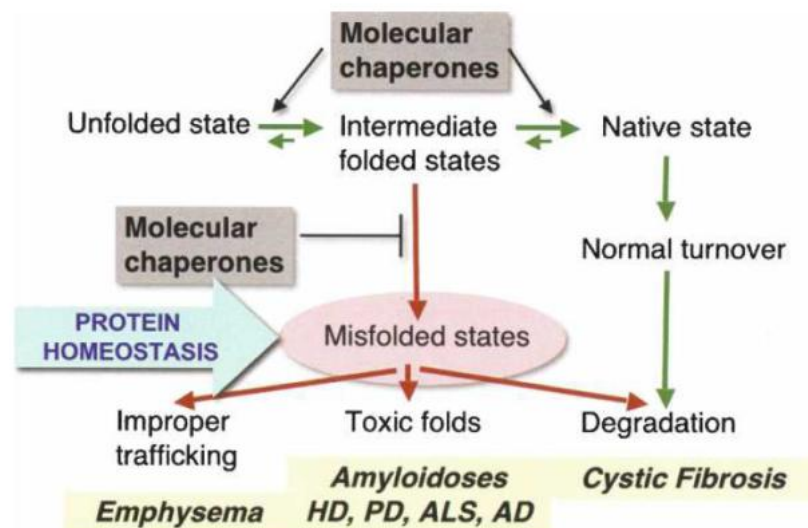 Molecular
chaperones
Unfolded state
Intermediate
folded states
Native state
Molecular
chaperones
Normal turnover
PROTEIN
HOMEOSTASIS
Misfolded states
Improper
trafficking
Toxic folds
Degradation
Emphysema
Amyloidoses
HD, PD, ALS, AD
Cystic Fibrosis